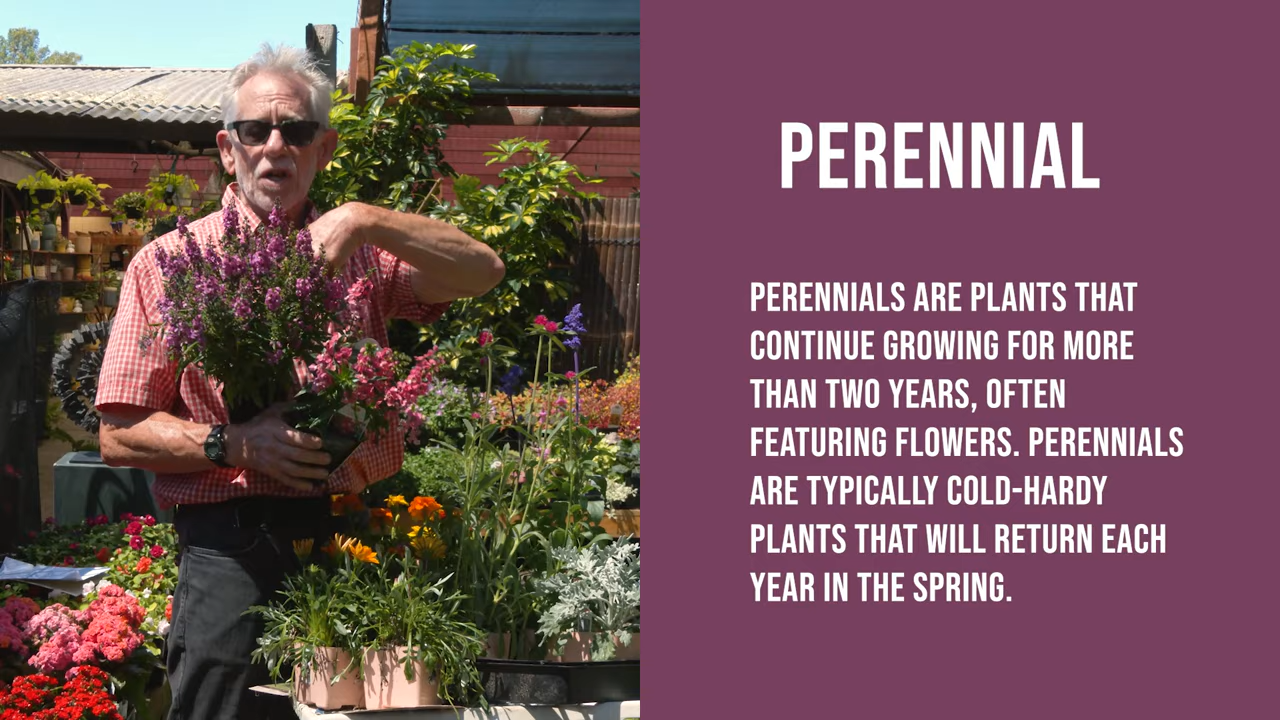 PERENNIAL
PERENNIALS ARE PLANTS THAT
CONTINUE GROWING FOR MORE
THAN TWO YEARS, OFTEN
FEATURING FLOWERS. PERENNIALS
ARE TYPICALLY COLD-HARDY
PLANTS THAT WILL RETURN EACH
YEAR IN THE SPRING.